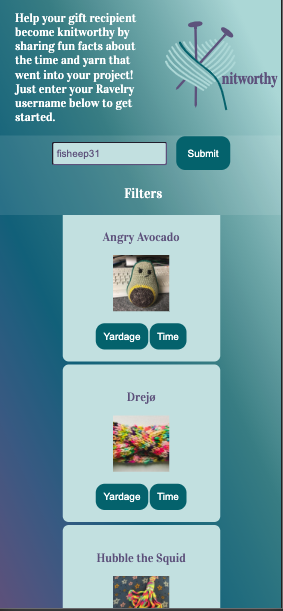 Help your gift recipient
become knitworthy by
sharing fun facts about
the time and yarn that
went into your project!
Just enter your Ravelry
username below to get
started.
nitworthy
fisheep31
Submit
Filters
Angry Avocado
Yardage
Time
Drejø
Yardage
Time
Hubble the Squid